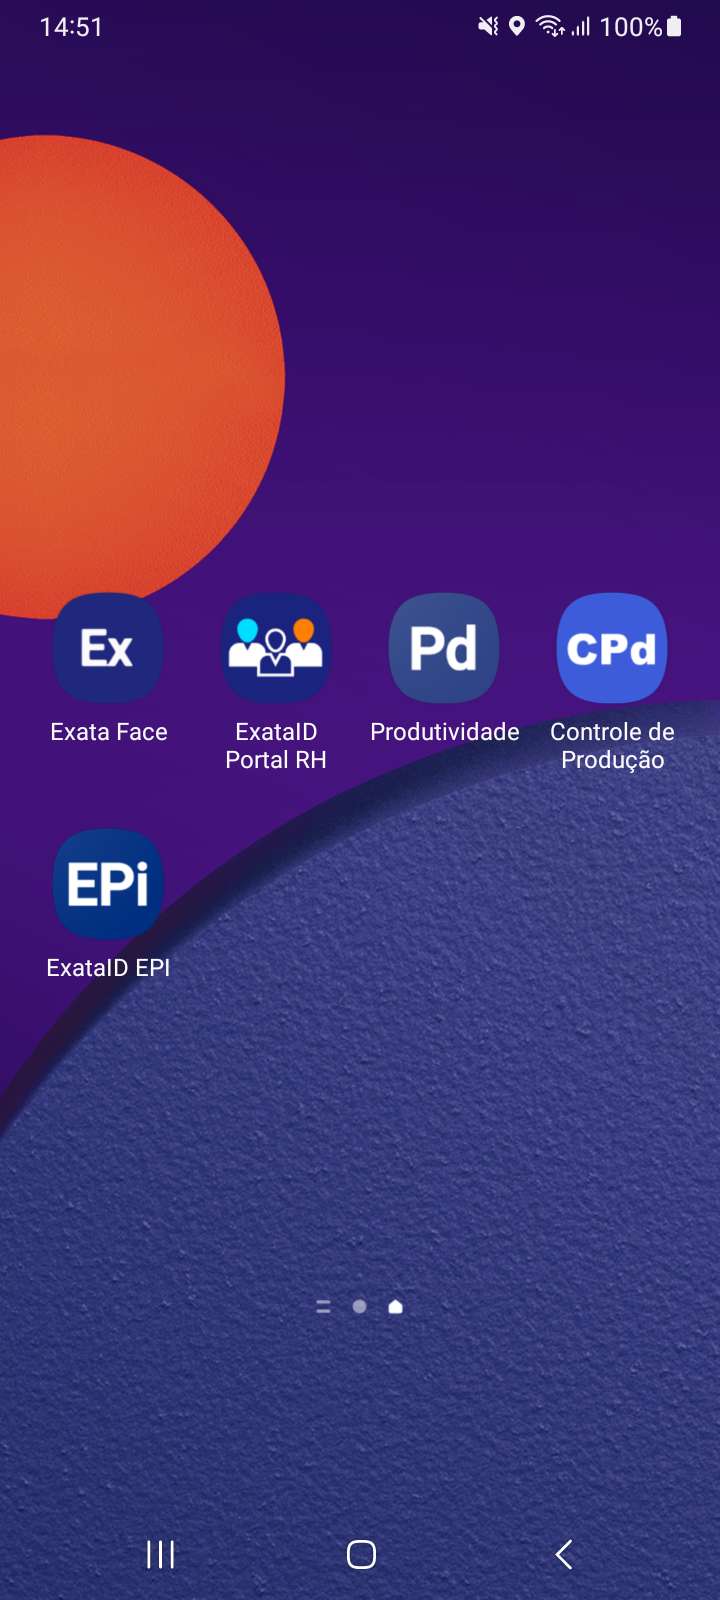 14:51
100%
Ex
Pd
CPd
Exata Face
ExataID
Portal RH
Produtividade
Controle de
Produção
EPi
ExataID EPI